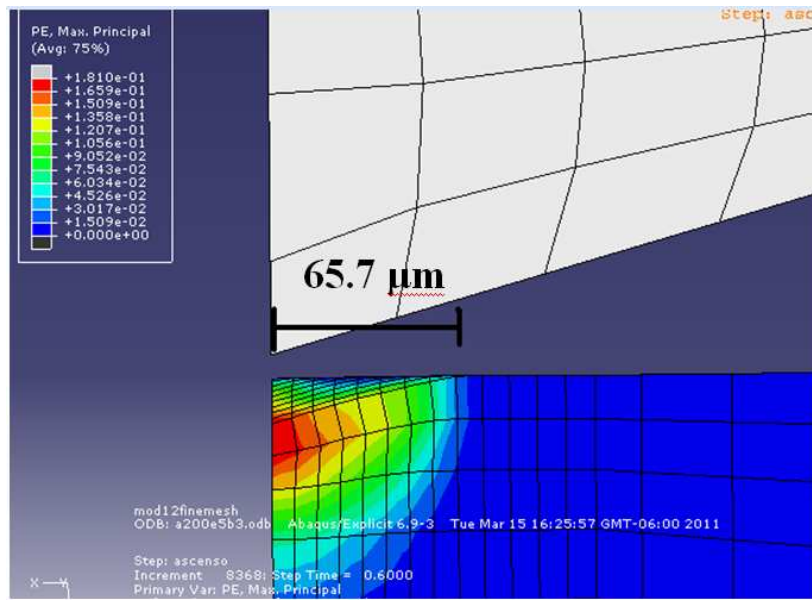 Step: asc
PE, Max. Principal
(Avg: 75%)
+1.810e-01
+1.659e-01
+1.509e-01
+1.358e-01
+1.207e-01
+1.056e-01
+9.052e-02
+7.543e-02
+6.034e-02
+4.526e-02
+3.017e-02
+1.509e-02
+0.000e+00
65.7 μm
mod12finemesh
ODB: a200e5b3.odb Abaqus/Explicit 6.9-3 Tue Mar 15 16:25:57 GMT-06:00 2011
Step: ascenso
Increment 8368: Step Time = 0.6000
Primary Var: PE, Max. Principal
X